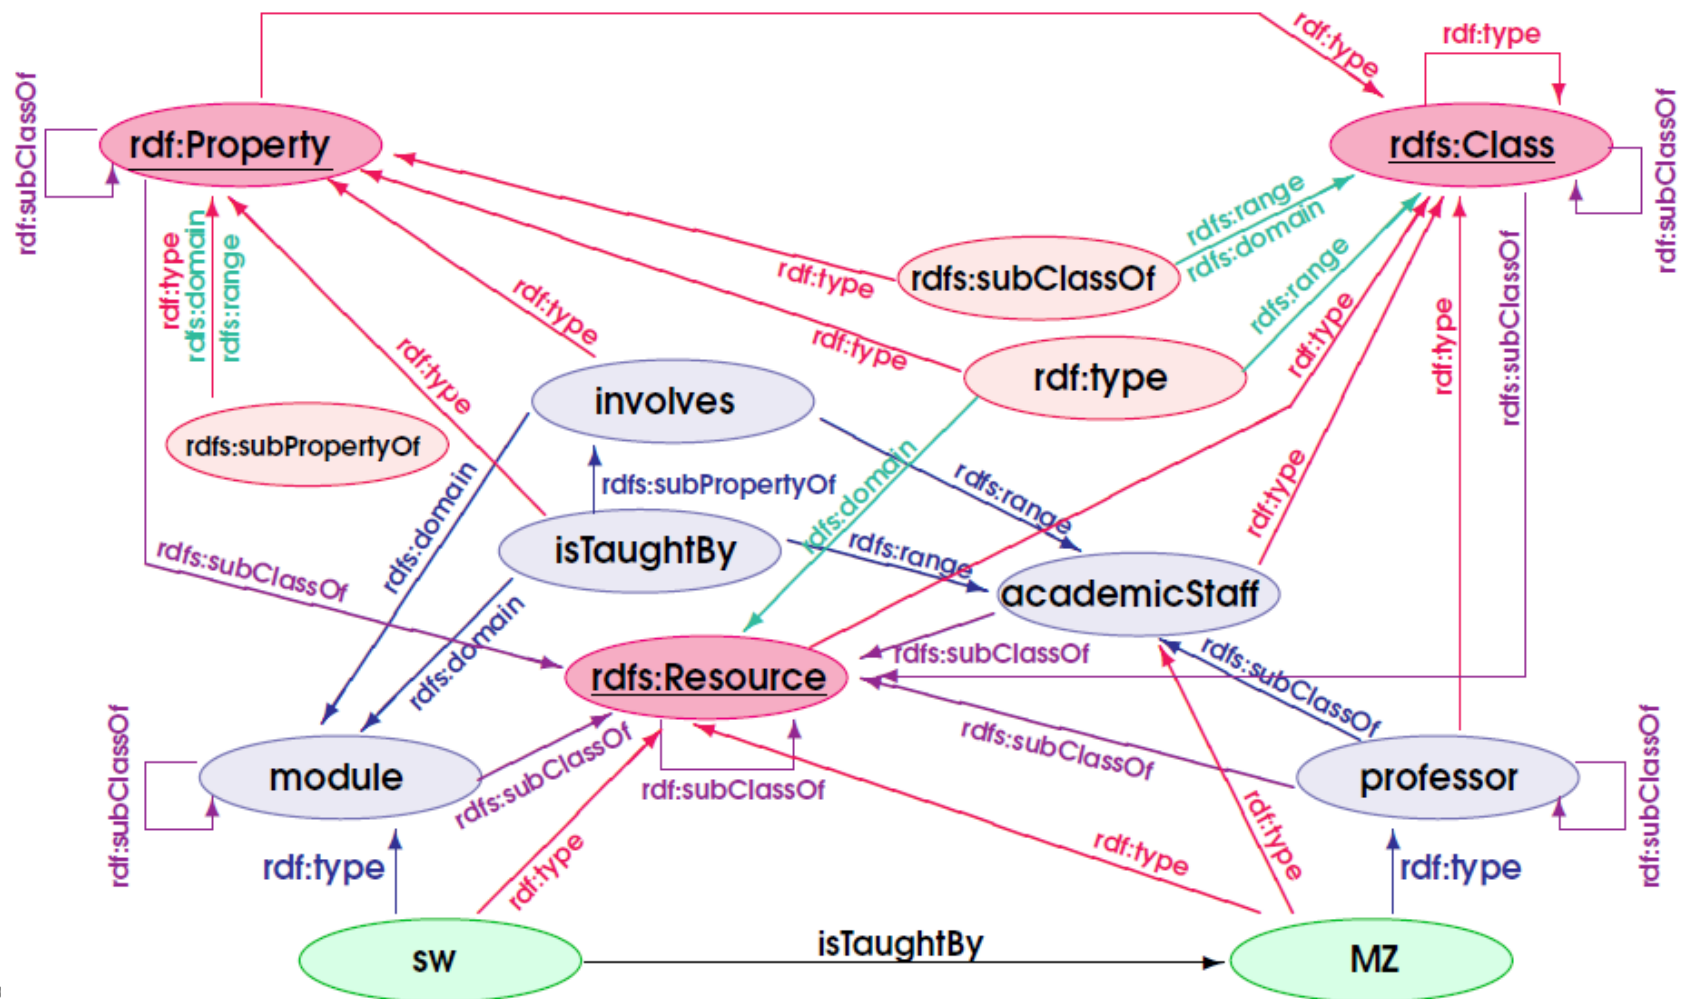 rdf:type
rdf:type
rdf:subClassOf
rdf:Property
rdfs:Class
rdf:subClassOf
rdfs:range
rdfs:domain
rdf:type
rdfs:domain
rdfs:range
rdf:type
rdfs:subClassOf
rdfs:range
rdfs:subClassOf
rdf:type
rdf:type
rdf:type
rdf:type
rdf:type
rdf:type
involves
rdfs:subPropertyOf
rdfs:domain
rdfs:subPropertyOf
rdfs:domain
rdfs:range
rdf:type
isTaughtBy
rdfs:range
rdfs:subClassOf
academicStaff
rdfs:domain
rdfs:Resource
rdfs:subClassOf
rdfs:subClassOf
rdfs:subClassOf
rdf:subClassOf
module
rdfs:subClassOf
rdf:subClassOf
professor
rdf:subClassOf
rdf:type
rdf:type
rdf:type
rdf:type
rdf:type
sw
isTaughtBy
MZ